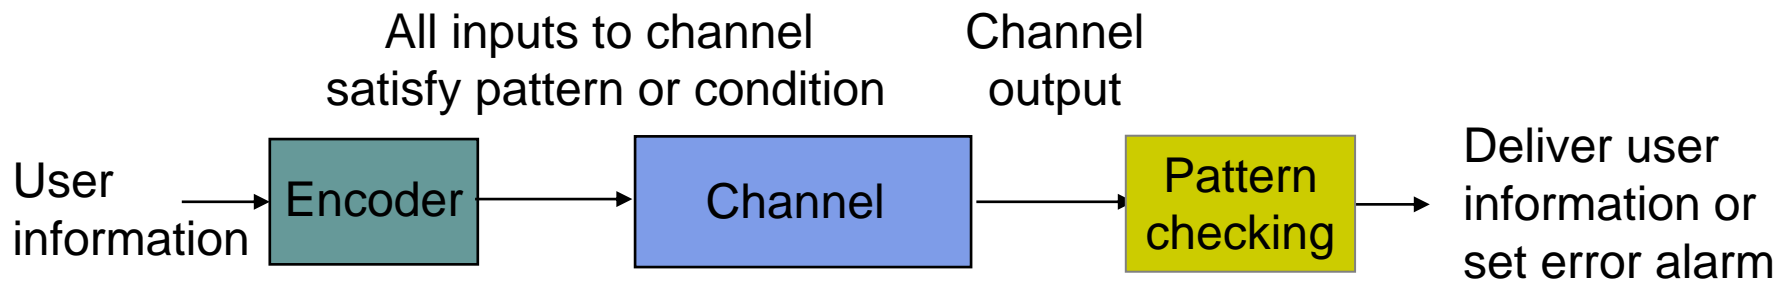 All inputs to channel
satisfy pattern or condition
Channel
output
User
information
Encoder
Channel
Pattern
checking
Deliver user
information or
set error alarm